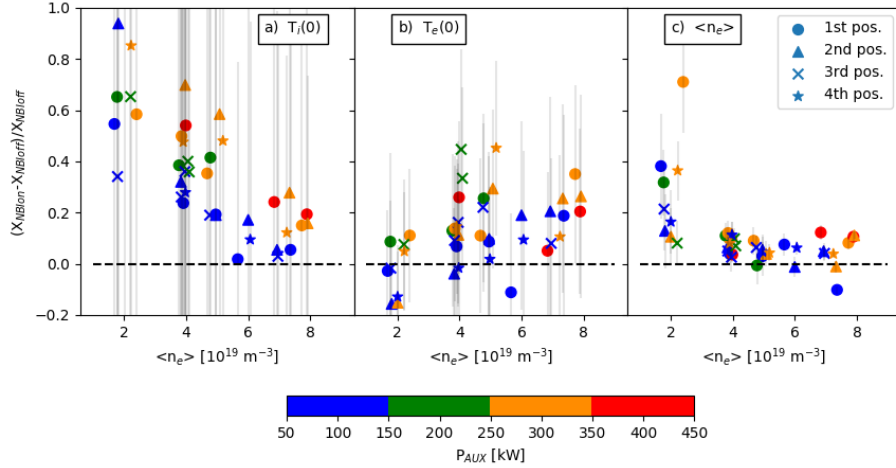 a) T_i(0)
b) T_e(0)
c) <n_e>
1st pos.
2nd pos.
3rd pos.
4th pos.
(X_NBIon-X_NBIoff)/X_NBIoff
1.0
0.8
0.6
0.4
0.2
0.0
−0.2
2 4 6 8
2 4 6 8
2 4 6 8
<n_e> [10^19 m^−3]
<n_e> [10^19 m^−3]
<n_e> [10^19 m^−3]
50 100 150 200 250 300 350 400 450
P_AUX [kW]